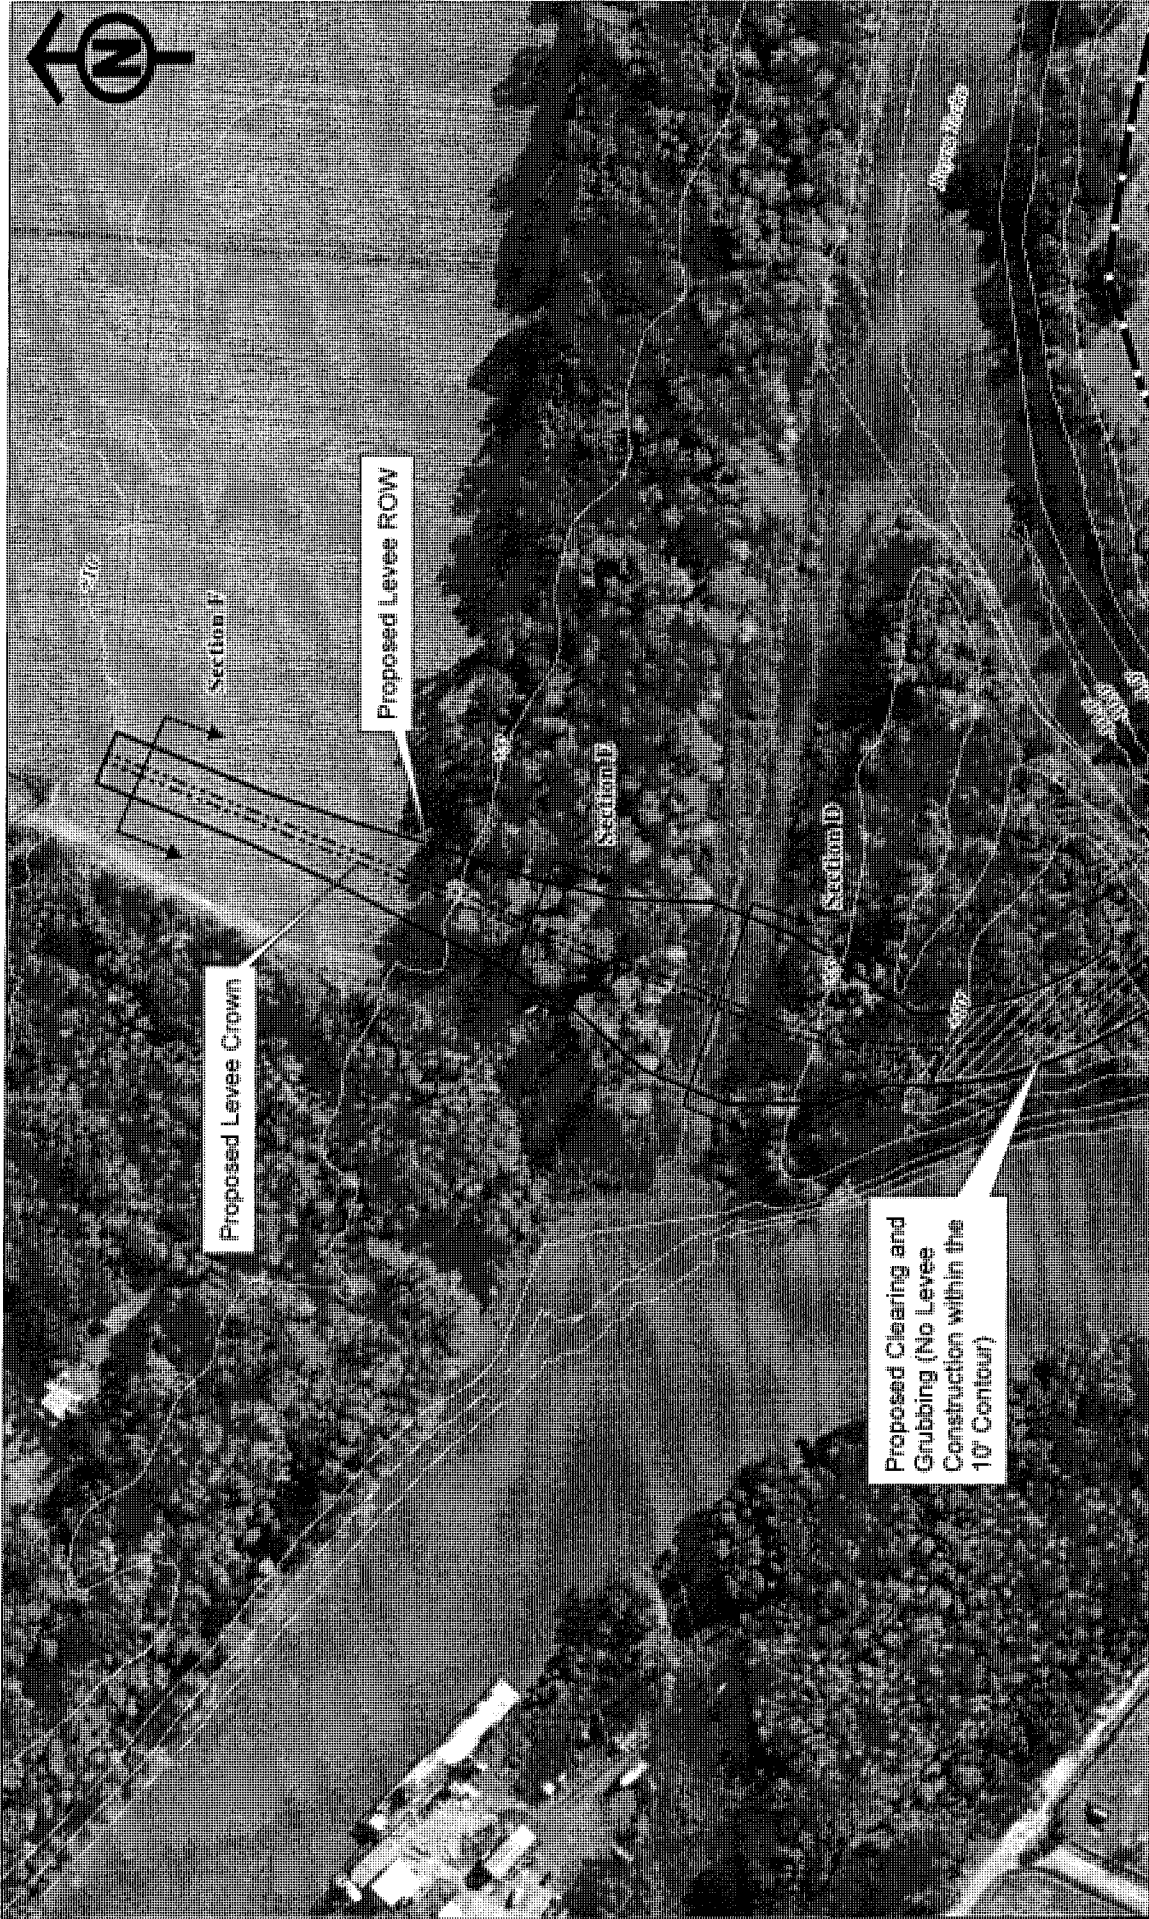 N
Section F
Proposed Levee ROW
Proposed Levee Crown
Section D
Proposed Clearing and
Grubbing (No Levee
Construction within the
10' Contour)